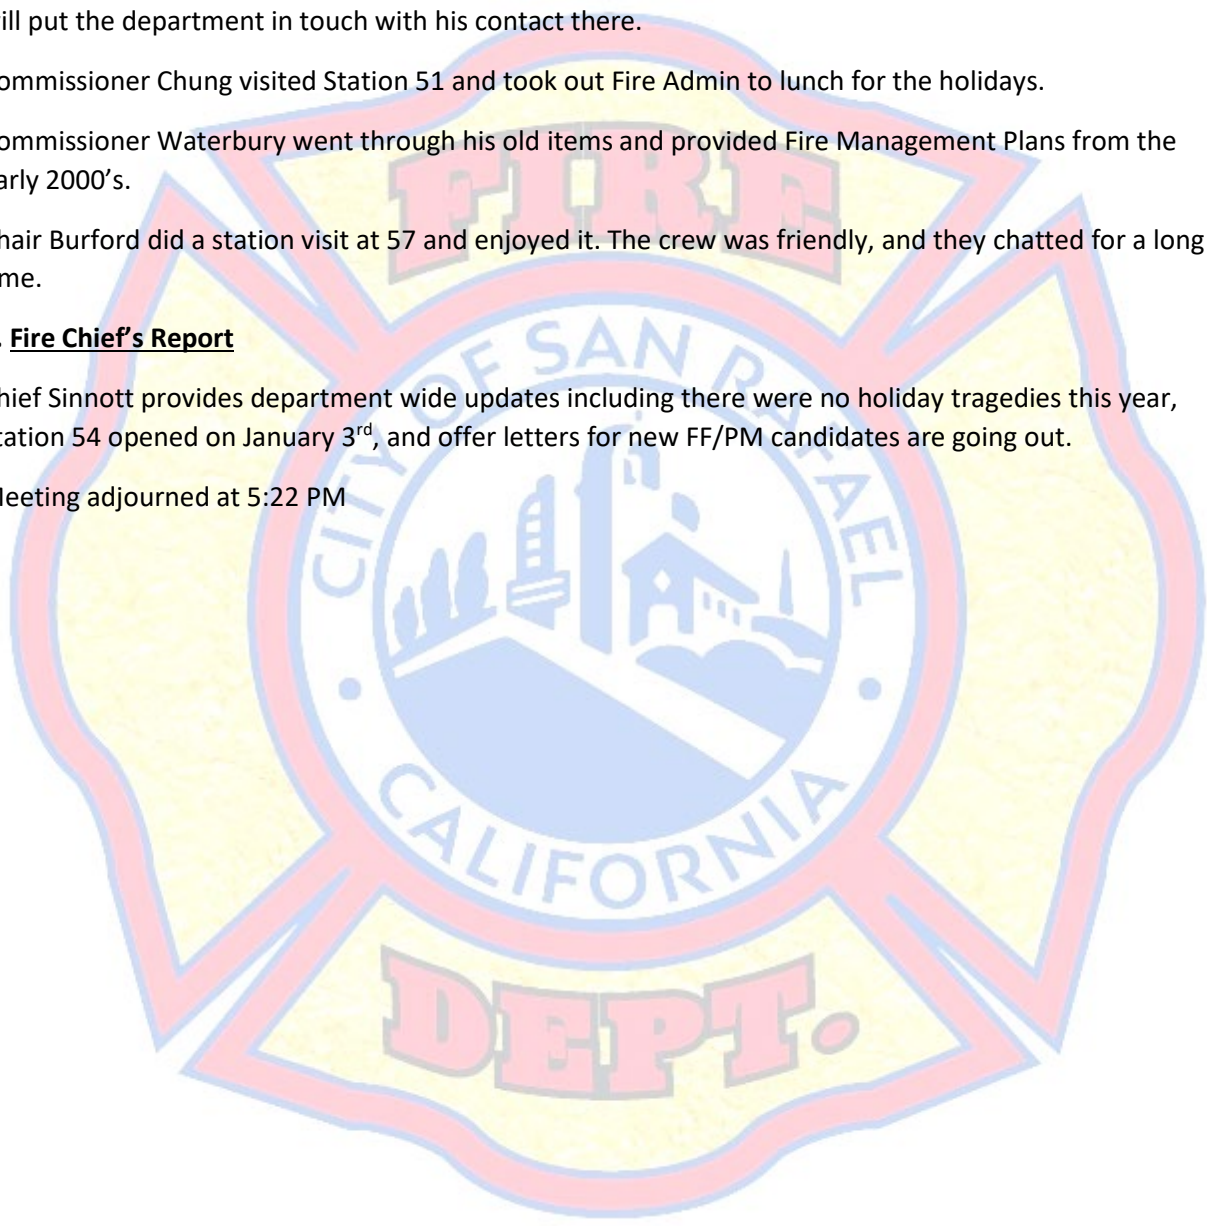 ill put the department in touch with his contact there.
ommissioner Chung visited Station 51 and took out Fire Admin to lunch for the holidays.
ommissioner Waterbury went through his old items and provided Fire Management Plans from the
arly 2000’s.
hair Burford did a station visit at 57 and enjoyed it. The crew was friendly, and they chatted for a long
me.
. Fire Chief’s Report
hief Sinnott provides department wide updates including there were no holiday tragedies this year,
tation 54 opened on January 3rd, and offer letters for new FF/PM candidates are going out.
eeting adjourned at 5:22 PM
FIRE
CITY OF SAN RAFAEL
CALIFORNIA
DEPT.